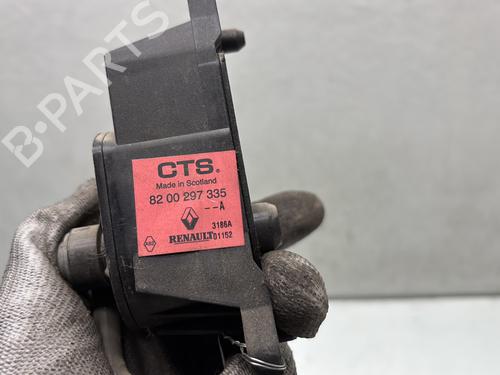 B-PARTS
CTS®
Made in Scotland
82 00 297 335
--A
3186A
RENAULT 01152